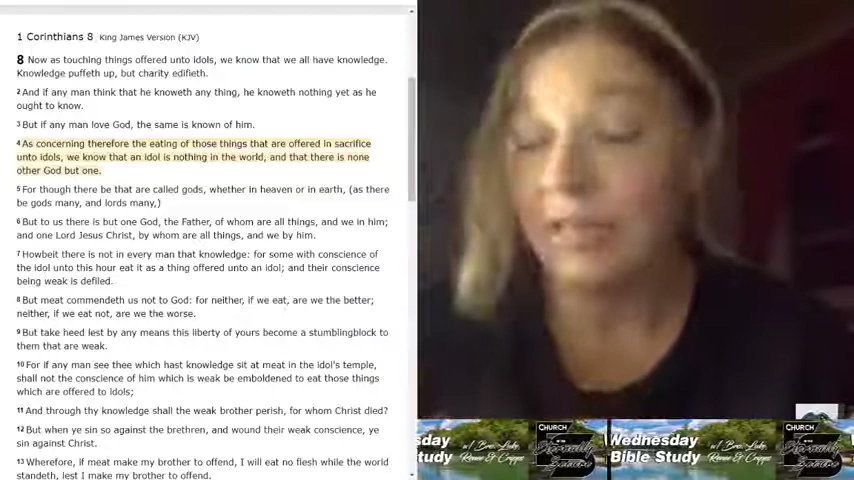 1 Corinthians 8 King James Version (KJV)
8 Now as touching things offered unto idols, we know that we all have knowledge.
Knowledge puffeth up, but charity edifieth.
2 And if any man think that he knoweth any thing, he knoweth nothing yet as he
ought to know.
3 But if any man love God, the same is known of him.
4 As concerning therefore the eating of those things that are offered in sacrifice
unto idols, we know that an idol is nothing in the world, and that there is none
other God but one.
5 For though there be that are called gods, whether in heaven or in earth, (as there
be gods many, and lords many,)
6 But to us there is but one God, the Father, of whom are all things, and we in him;
and one Lord Jesus Christ, by whom are all things, and we by him.
7 Howbeit there is not in every man that knowledge: for some with conscience of
the idol unto this hour eat it as a thing offered unto an idol; and their conscience
being weak is defiled.
8 But meat commendeth us not to God: for neither, if we eat, are we the better;
neither, if we eat not, are we the worse.
9 But take heed lest by any means this liberty of yours become a stumblingblock to
them that are weak.
10 For if any man see thee which hast knowledge sit at meat in the idol's temple,
shall not the conscience of him which is weak be emboldened to eat those things
which are offered to idols;
11 And through thy knowledge shall the weak brother perish, for whom Christ died?
12 But when ye sin so against the brethren, and wound their weak conscience, ye
sin against Christ.
13 Wherefore, if meat make my brother to offend, I will eat no flesh while the world
standeth, lest I make my brother to offend.
sday
tudy
w/ Bro. Luke,
Renee & Cripps
CHURCH
OF THE
Eternally
Secure
Wednesday
Bible Study
w/ Bro. Luke,
Renee & Cripps
CHURCH
OF THE
Eternally
Secure